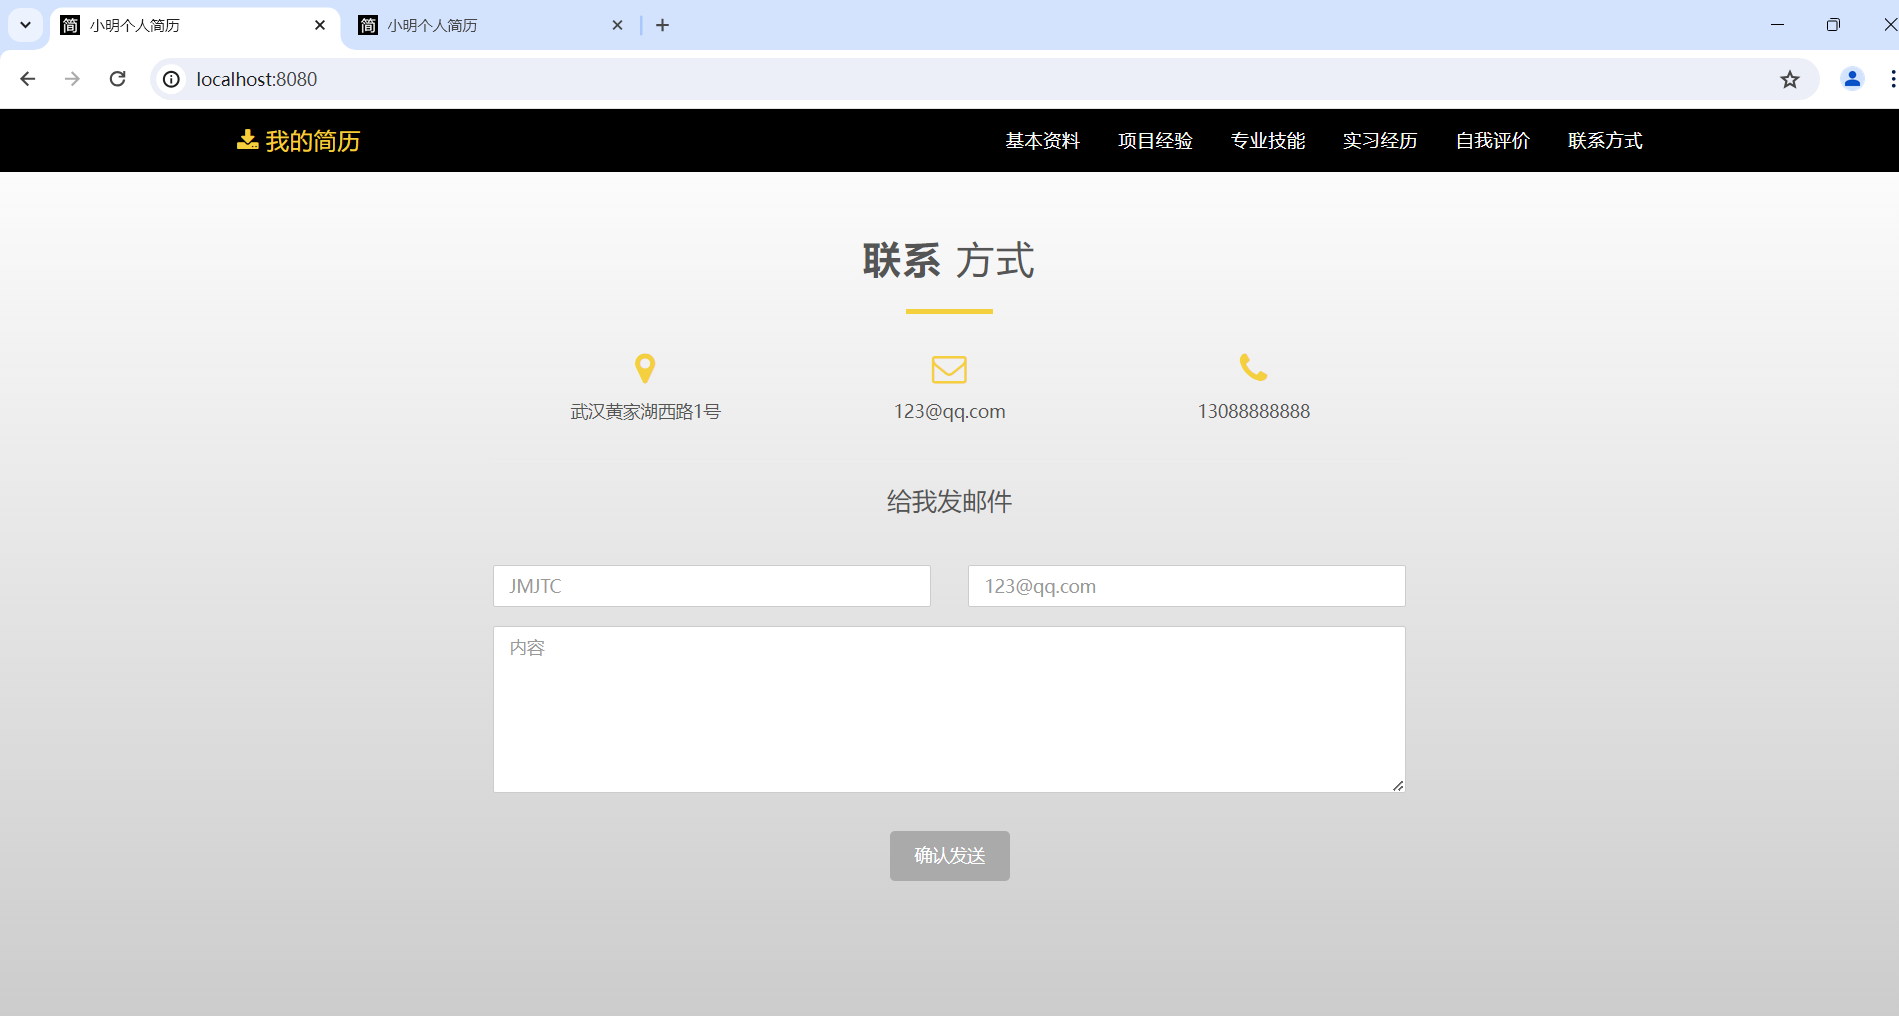 简 小明个人简历 简 小明个人简历
localhost:8080
我的简历 基本资料 项目经验 专业技能 实习经历 自我评价 联系方式
联系 方式
武汉黄家湖西路1号 123@qq.com 13088888888
给我发邮件
JMJTC 123@qq.com
内容
确认发送